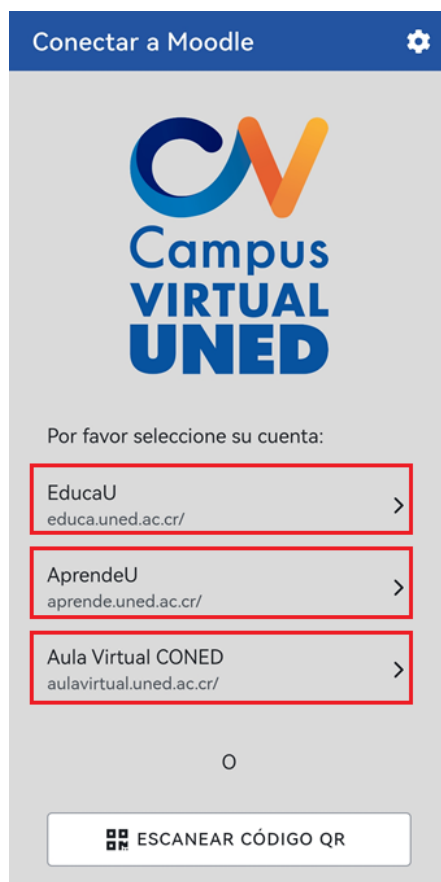 Conectar a Moodle
Campus
VIRTUAL
UNED
Por favor seleccione su cuenta:
EducaU
educa.uned.ac.cr/
AprendeU
aprende.uned.ac.cr/
Aula Virtual CONED
aulavirtual.uned.ac.cr/
O
ESCANEAR CÓDIGO QR